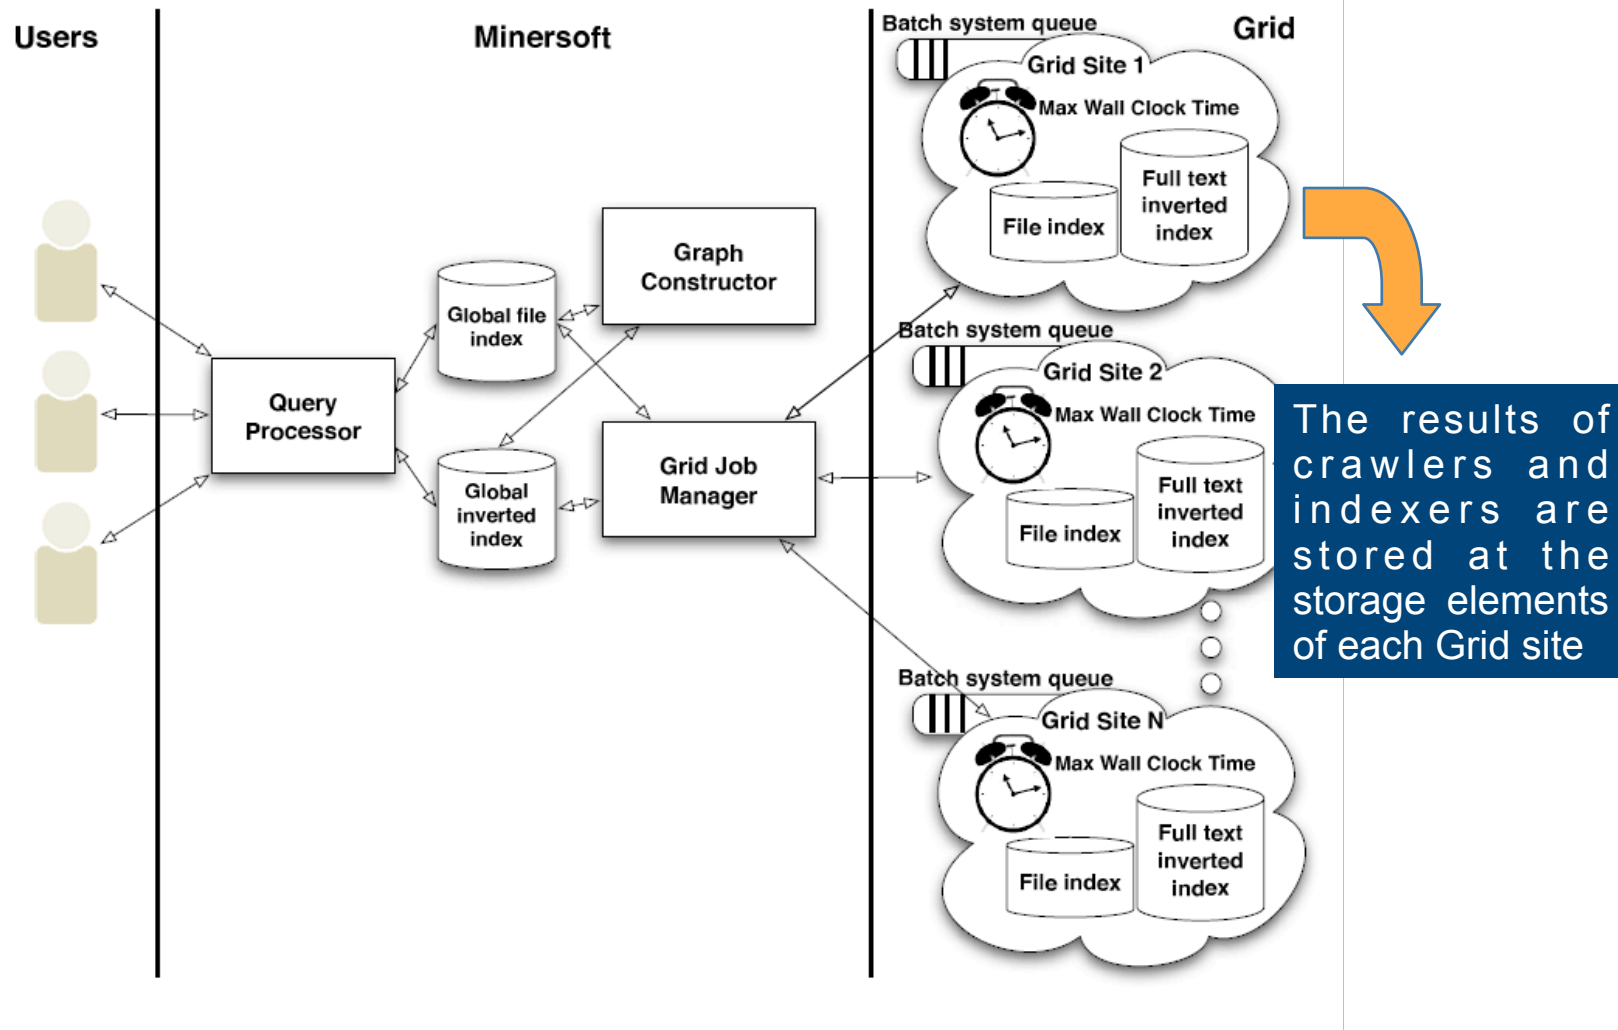 Users
Minersoft
Grid
Batch system queue
Grid Site 1
Max Wall Clock Time
Full text
inverted
index
File index
Graph
Constructor
Global file
index
Query
Processor
Global
inverted
index
Grid Job
Manager
Batch system queue
Grid Site 2
Max Wall Clock Time
Full text
inverted
index
File index
The results of
crawlers and
indexers are
stored at the
storage elements
of each Grid site
Batch system queue
Grid Site N
Max Wall Clock Time
Full text
inverted
index
File index